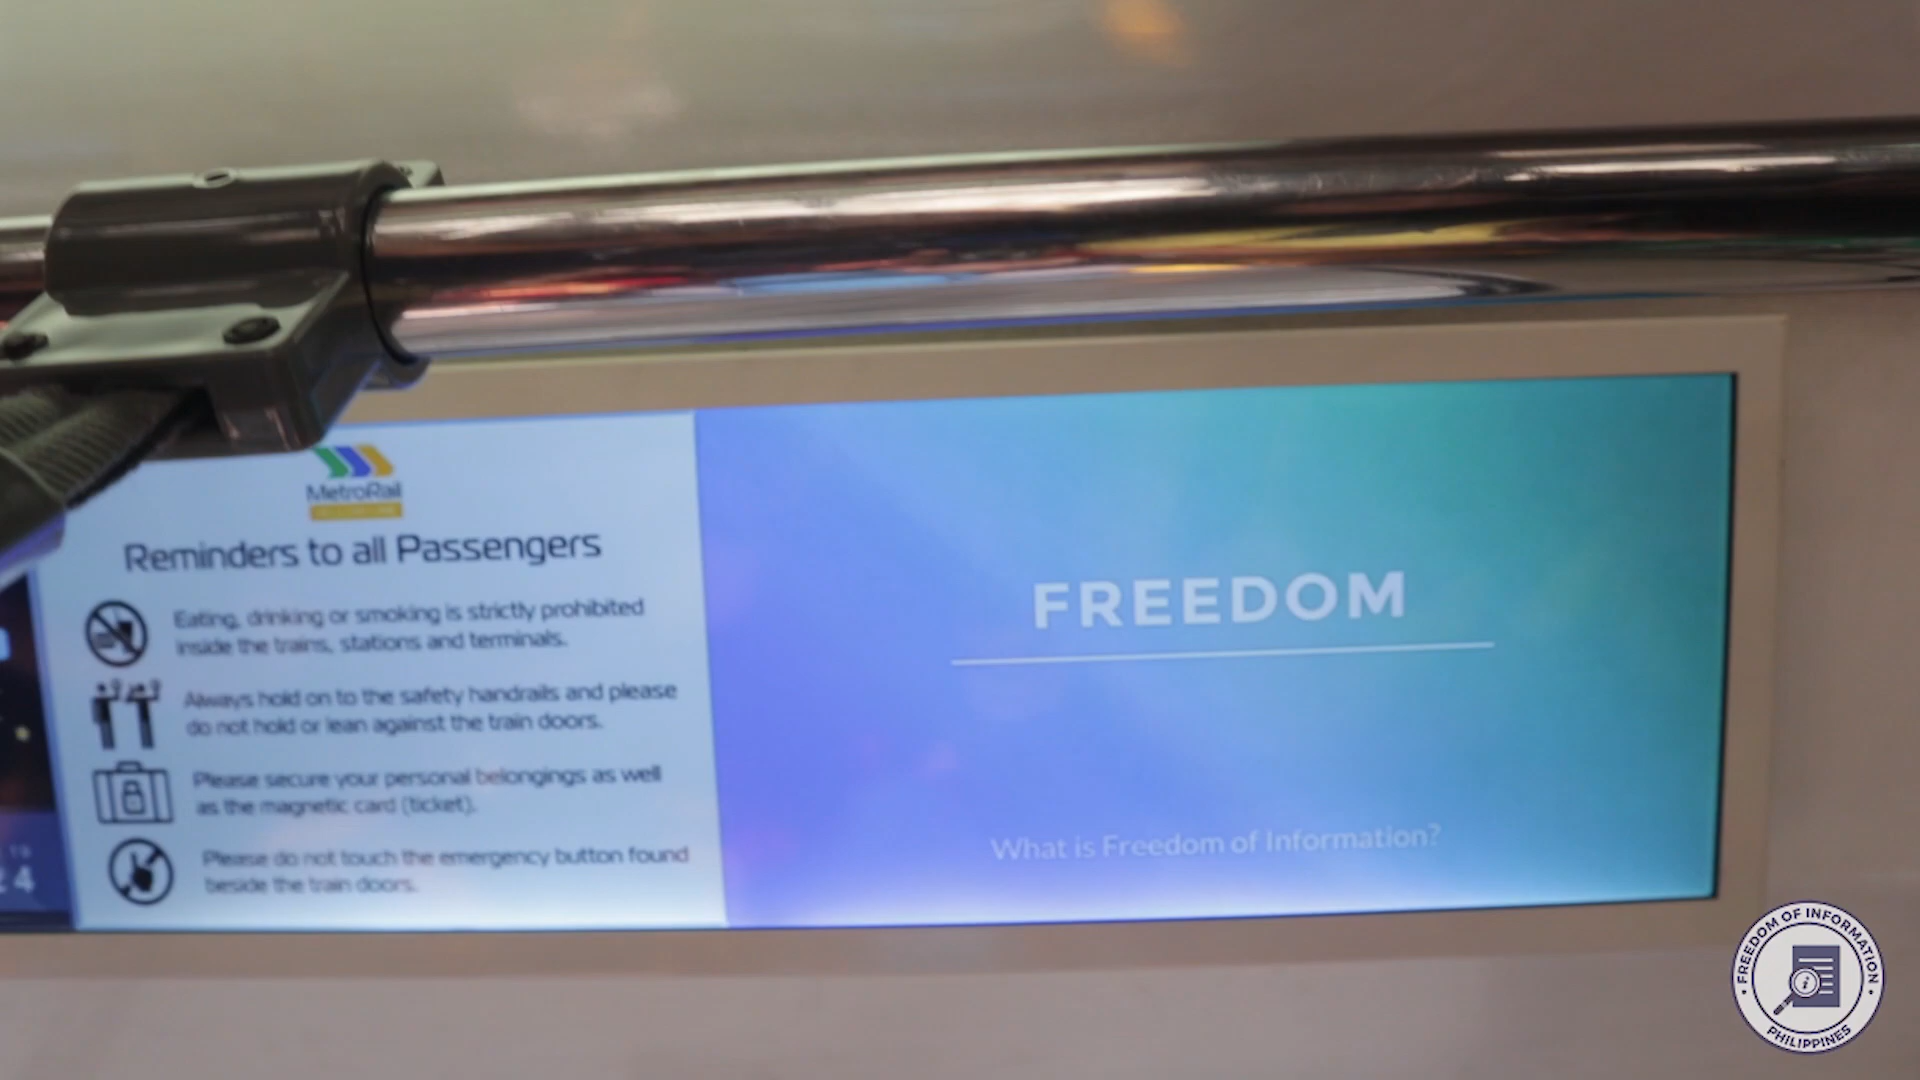 MetroRail
Reminders to all Passengers
Eating, drinking or smoking is strictly prohibited
inside the trains, stations and terminals.
Always hold on to the safety handrails and please
do not hold or lean against the train doors.
Please secure your personal belongings as well
as the magnetic card (ticket).
Please do not touch the emergency button found
beside the train doors.
FREEDOM
What is Freedom of Information?
FREEDOM OF INFORMATION
PHILIPPINES